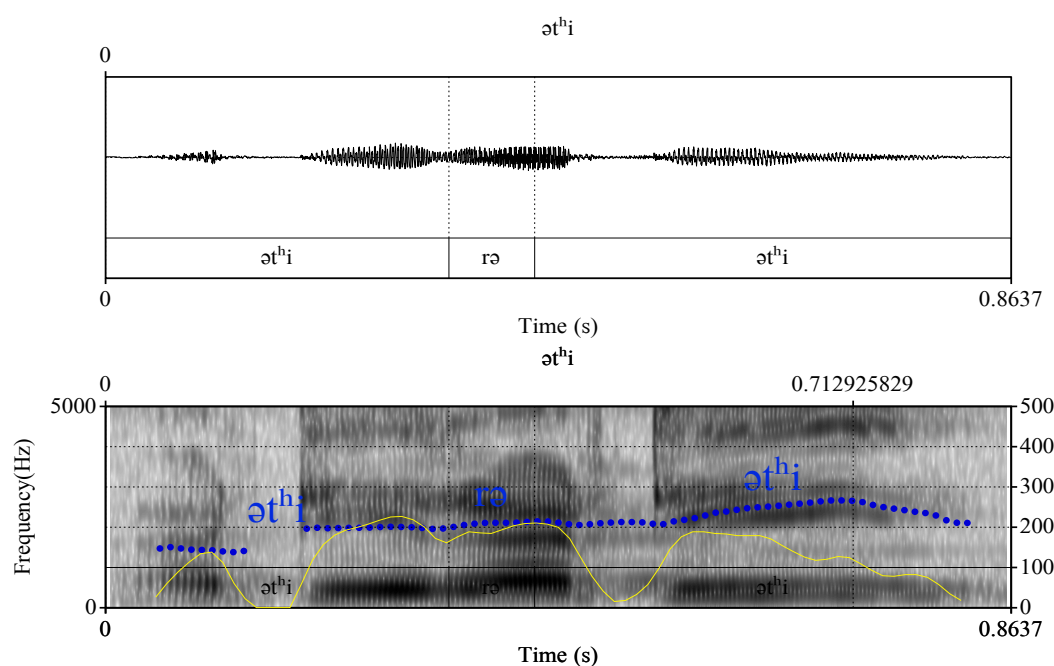 ətʰi
0
ətʰi rə ətʰi
0 0.8637
Time (s)
ətʰi
0 0.712925829
5000 500
400
ətʰi rə ətʰi
300
200
100
ətʰi rə ətʰi
0 0
Frequency(Hz)
0 0.8637
Time (s)